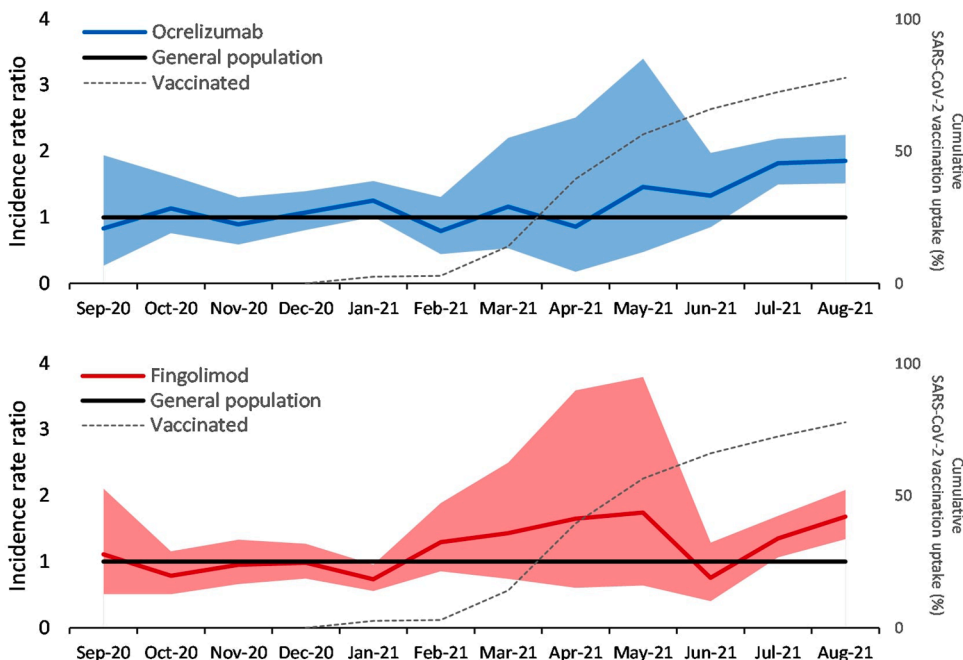 4
3
2
1
0
Incidence rate ratio
Ocrelizumab
General population
Vaccinated
100
50
0
Cumulative
SARS-CoV-2 vaccination uptake (%)
Sep-20 Oct-20 Nov-20 Dec-20 Jan-21 Feb-21 Mar-21 Apr-21 May-21 Jun-21 Jul-21 Aug-21
4
3
2
1
0
Incidence rate ratio
Fingolimod
General population
Vaccinated
100
50
0
Cumulative
SARS-CoV-2 vaccination uptake (%)
Sep-20 Oct-20 Nov-20 Dec-20 Jan-21 Feb-21 Mar-21 Apr-21 May-21 Jun-21 Jul-21 Aug-21